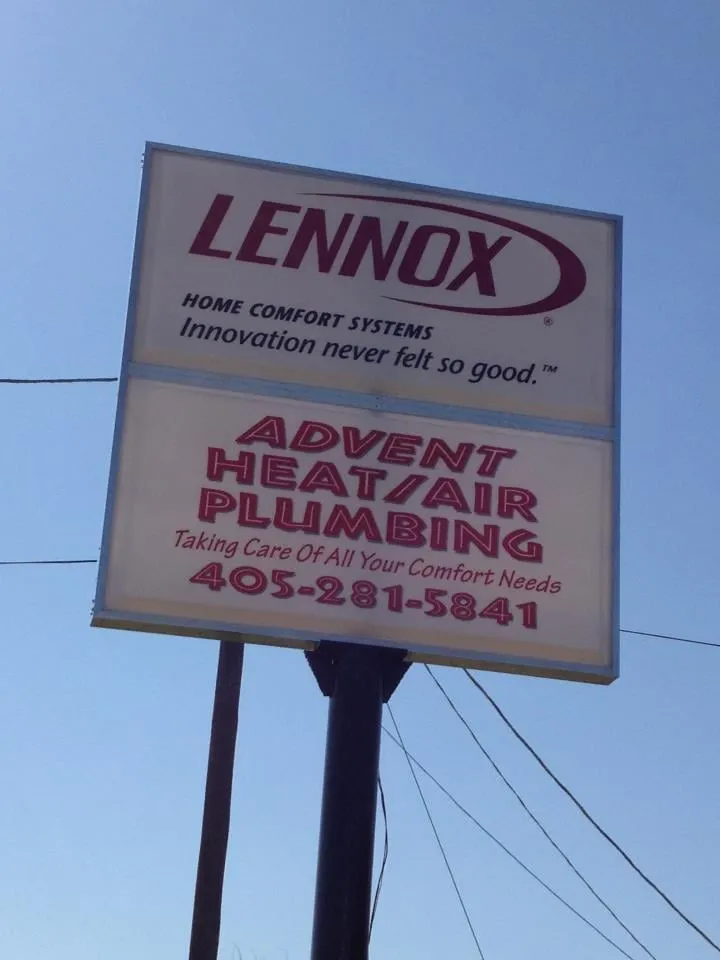 LENNOX
®
HOME COMFORT SYSTEMS
Innovation never felt so good.™
ADVENT
HEAT/AIR
PLUMBING
Taking Care Of All Your Comfort Needs
405-281-5841